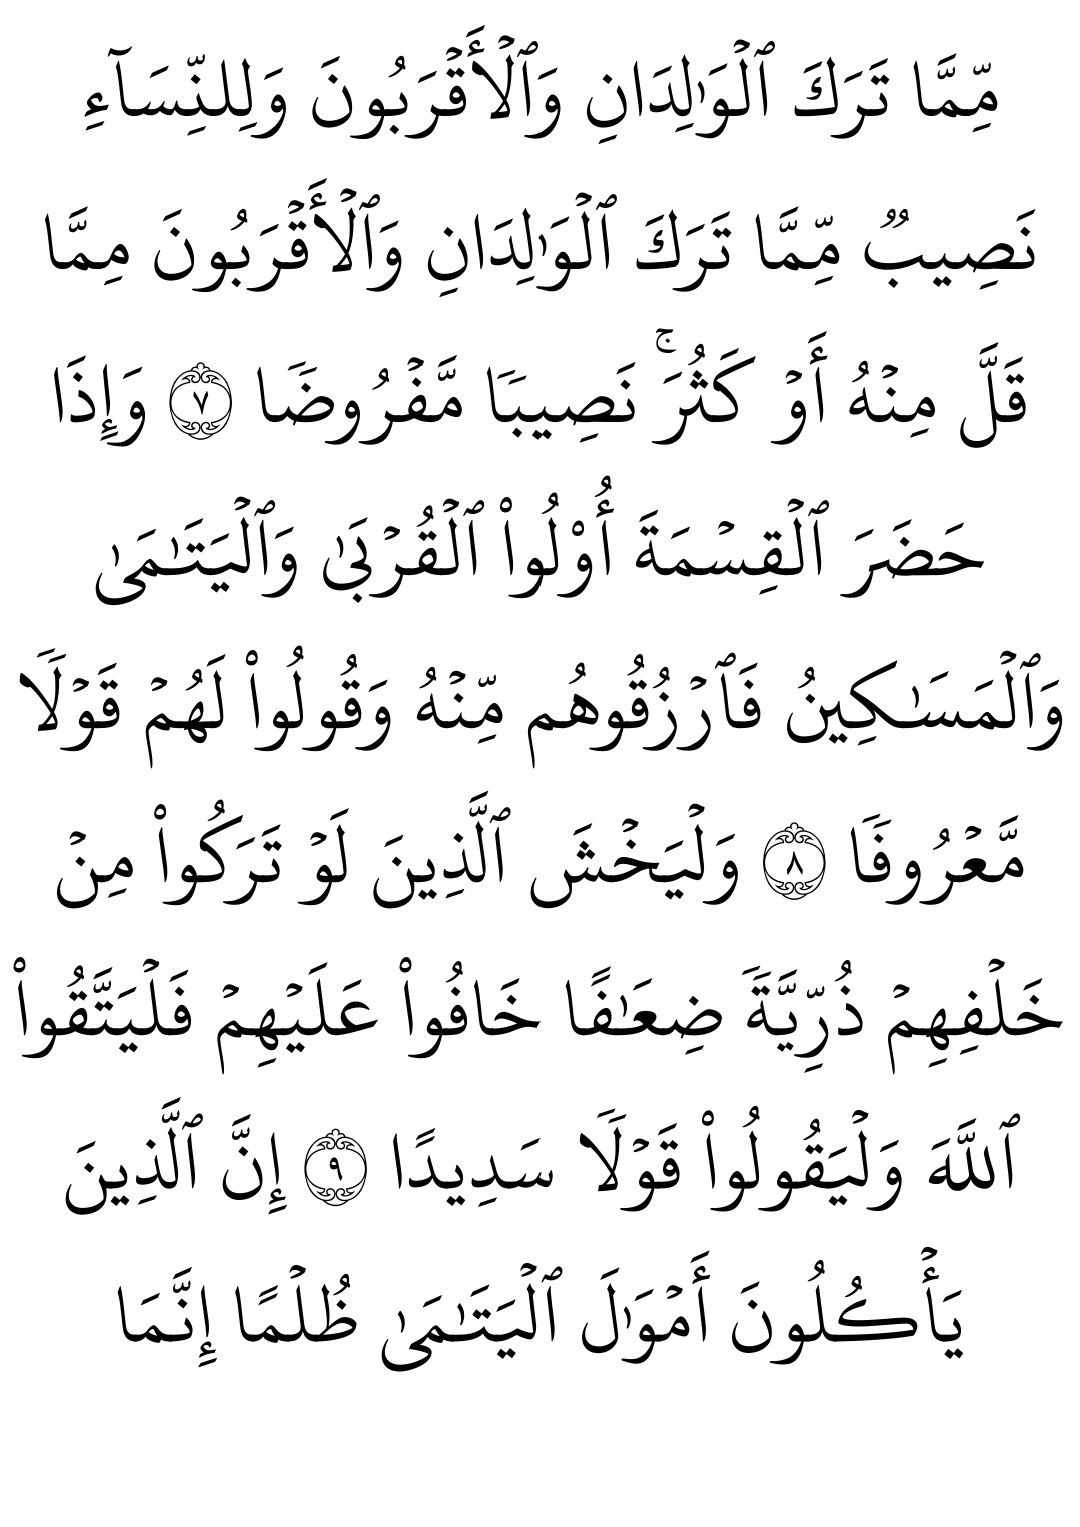 مِّمَّا تَرَكَ ٱلۡوَٰلِدَانِ وَٱلۡأَقۡرَبُونَ وَلِلنِّسَآءِ
نَصِيبٞ مِّمَّا تَرَكَ ٱلۡوَٰلِدَانِ وَٱلۡأَقۡرَبُونَ مِمَّا
قَلَّ مِنۡهُ أَوۡ كَثُرَۚ نَصِيبٗا مَّفۡرُوضٗا ٧ وَإِذَا
حَضَرَ ٱلۡقِسۡمَةَ أُوْلُواْ ٱلۡقُرۡبَىٰ وَٱلۡيَتَٰمَىٰ
وَٱلۡمَسَٰكِينُ فَٱرۡزُقُوهُم مِّنۡهُ وَقُولُواْ لَهُمۡ قَوۡلٗا
مَّعۡرُوفٗا ٨ وَلۡيَخۡشَ ٱلَّذِينَ لَوۡ تَرَكُواْ مِنۡ
خَلۡفِهِمۡ ذُرِّيَّةٗ ضِعَٰفًا خَافُواْ عَلَيۡهِمۡ فَلۡيَتَّقُواْ
ٱللَّهَ وَلۡيَقُولُواْ قَوۡلٗا سَدِيدًا ٩ إِنَّ ٱلَّذِينَ
يَأۡكُلُونَ أَمۡوَٰلَ ٱلۡيَتَٰمَىٰ ظُلۡمًا إِنَّمَا